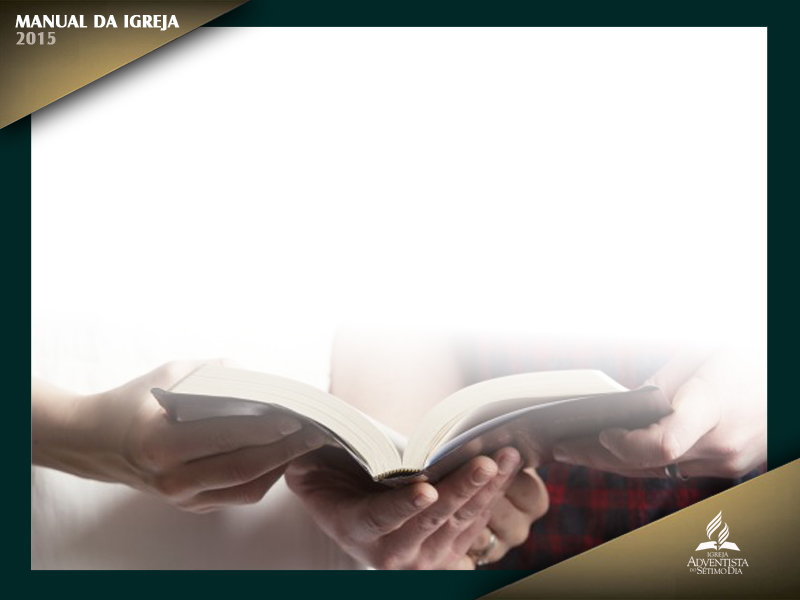 MANUAL DA IGREJA
2015
IGREJA
ADVENTISTA
DO SÉTIMO DIA